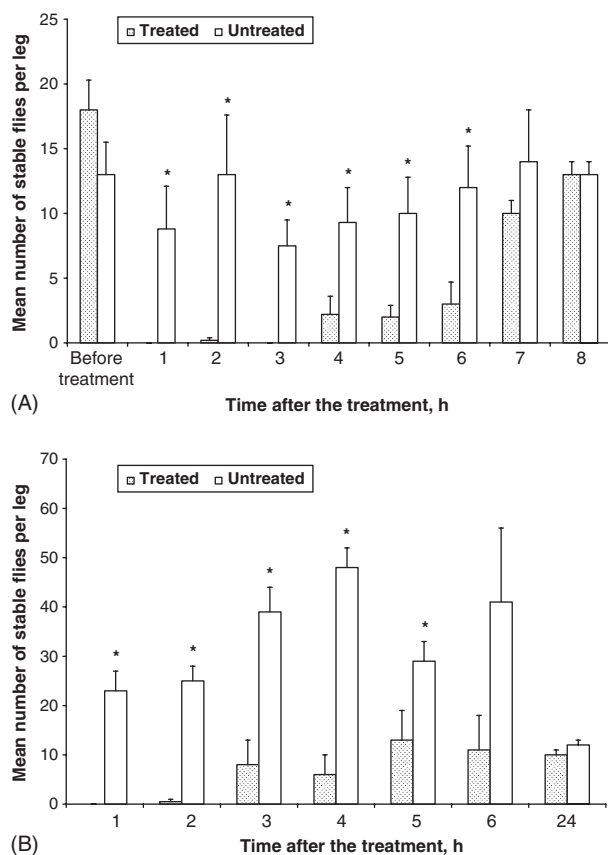 25
Treated Untreated
20
15
10
5
0
Mean number of stable flies per leg
* * * * * *
Before treatment 1 2 3 4 5 6 7 8
(A)
Time after the treatment, h
70
Treated Untreated
60
50
40
30
20
10
0
Mean number of stable flies per leg
* * * * *
1 2 3 4 5 6 24
(B)
Time after the treatment, h